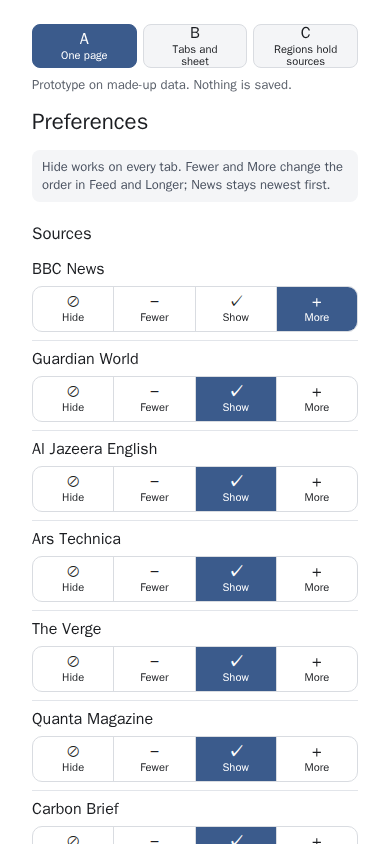 A
One page
B
Tabs and
sheet
C
Regions hold
sources
Prototype on made-up data. Nothing is saved.
Preferences
Hide works on every tab. Fewer and More change the
order in Feed and Longer; News stays newest first.
Sources
BBC News
⊘ − ✓ +
Hide Fewer Show More
Guardian World
⊘ − ✓ +
Hide Fewer Show More
Al Jazeera English
⊘ − ✓ +
Hide Fewer Show More
Ars Technica
⊘ − ✓ +
Hide Fewer Show More
The Verge
⊘ − ✓ +
Hide Fewer Show More
Quanta Magazine
⊘ − ✓ +
Hide Fewer Show More
Carbon Brief
⊘ − ✓ +